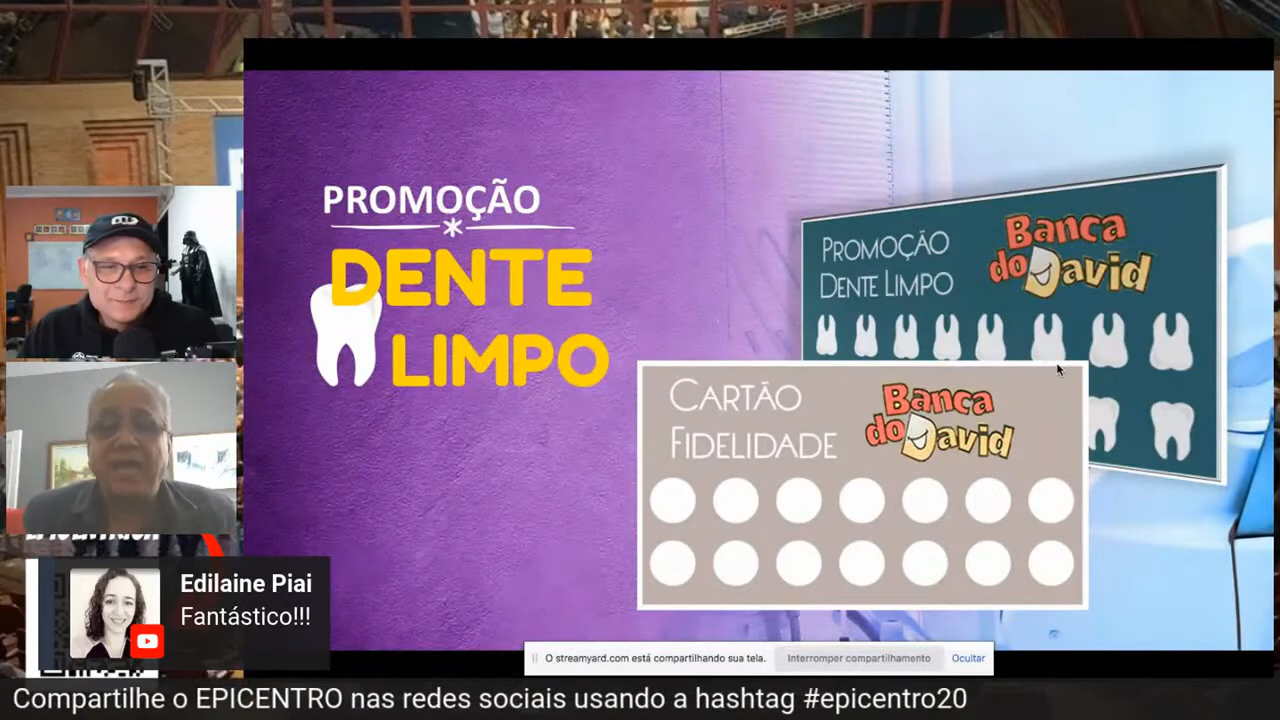 PROMOÇÃO
DENTE
LIMPO
PROMOÇÃO
DENTE LIMPO
Banca
do David
CARTÃO
FIDELIDADE
Banca
do David
Edilaine Piai
Fantástico!!!
O streamyard.com está compartilhando sua tela.
Interromper compartilhamento
Ocultar
Compartilhe o EPICENTRO nas redes sociais usando a hashtag #epicentro20